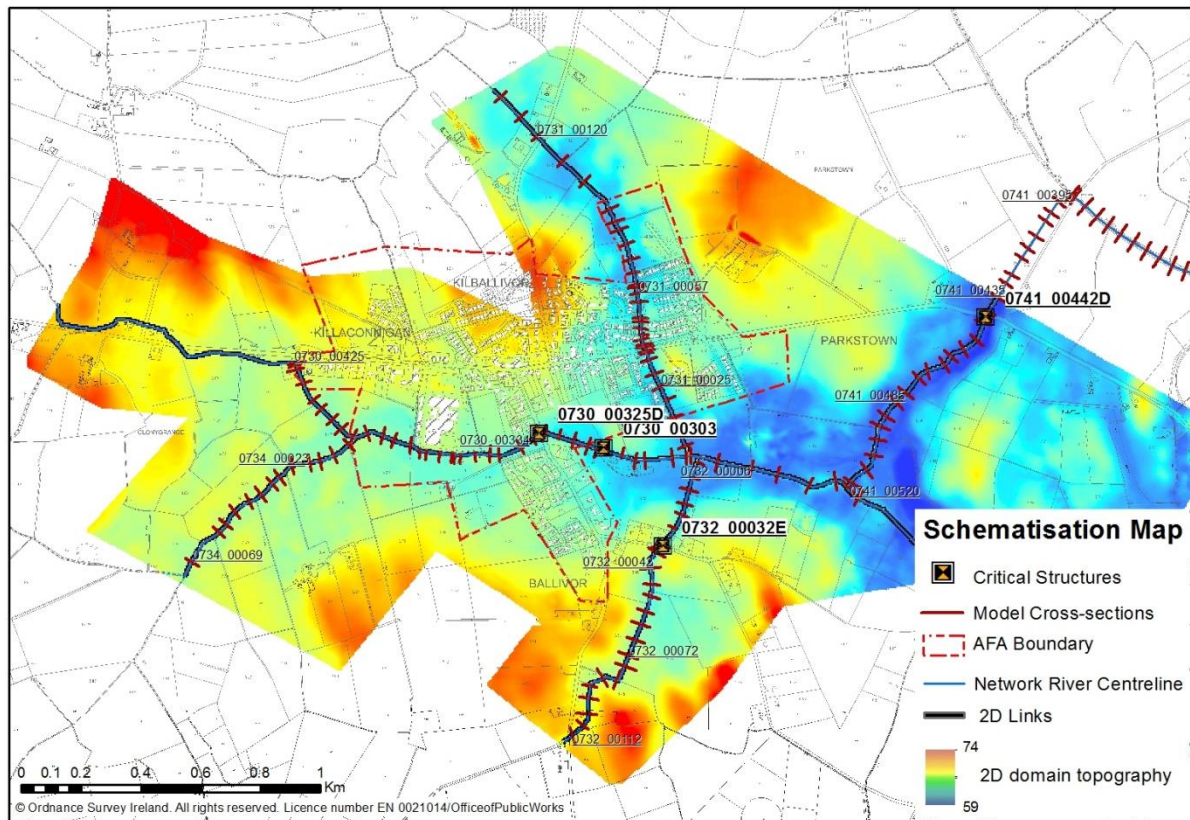 0731_00120
PARKSTOWN
0741_00395
KILBALLIVOR
0731_00057
0741_00435
0741_00442D
KILLACONNIGAN
PARKSTOWN
0730_00425
0731_00025
0741_00485
CLONYGRANGE
0730_00325D
0730_00334
0730_00303
0734_00023
0732_00006
0741_00520
0732_00032E
0734_00069
0732_00042
BALLIVOR
0732_00072
0732_00112
Schematisation Map
Critical Structures
Model Cross-sections
AFA Boundary
Network River Centreline
2D Links
74
2D domain topography
59
0 0.1 0.2 0.4 0.6 0.8 1
Km
© Ordnance Survey Ireland. All rights reserved. Licence number EN 0021014/OfficeofPublicWorks